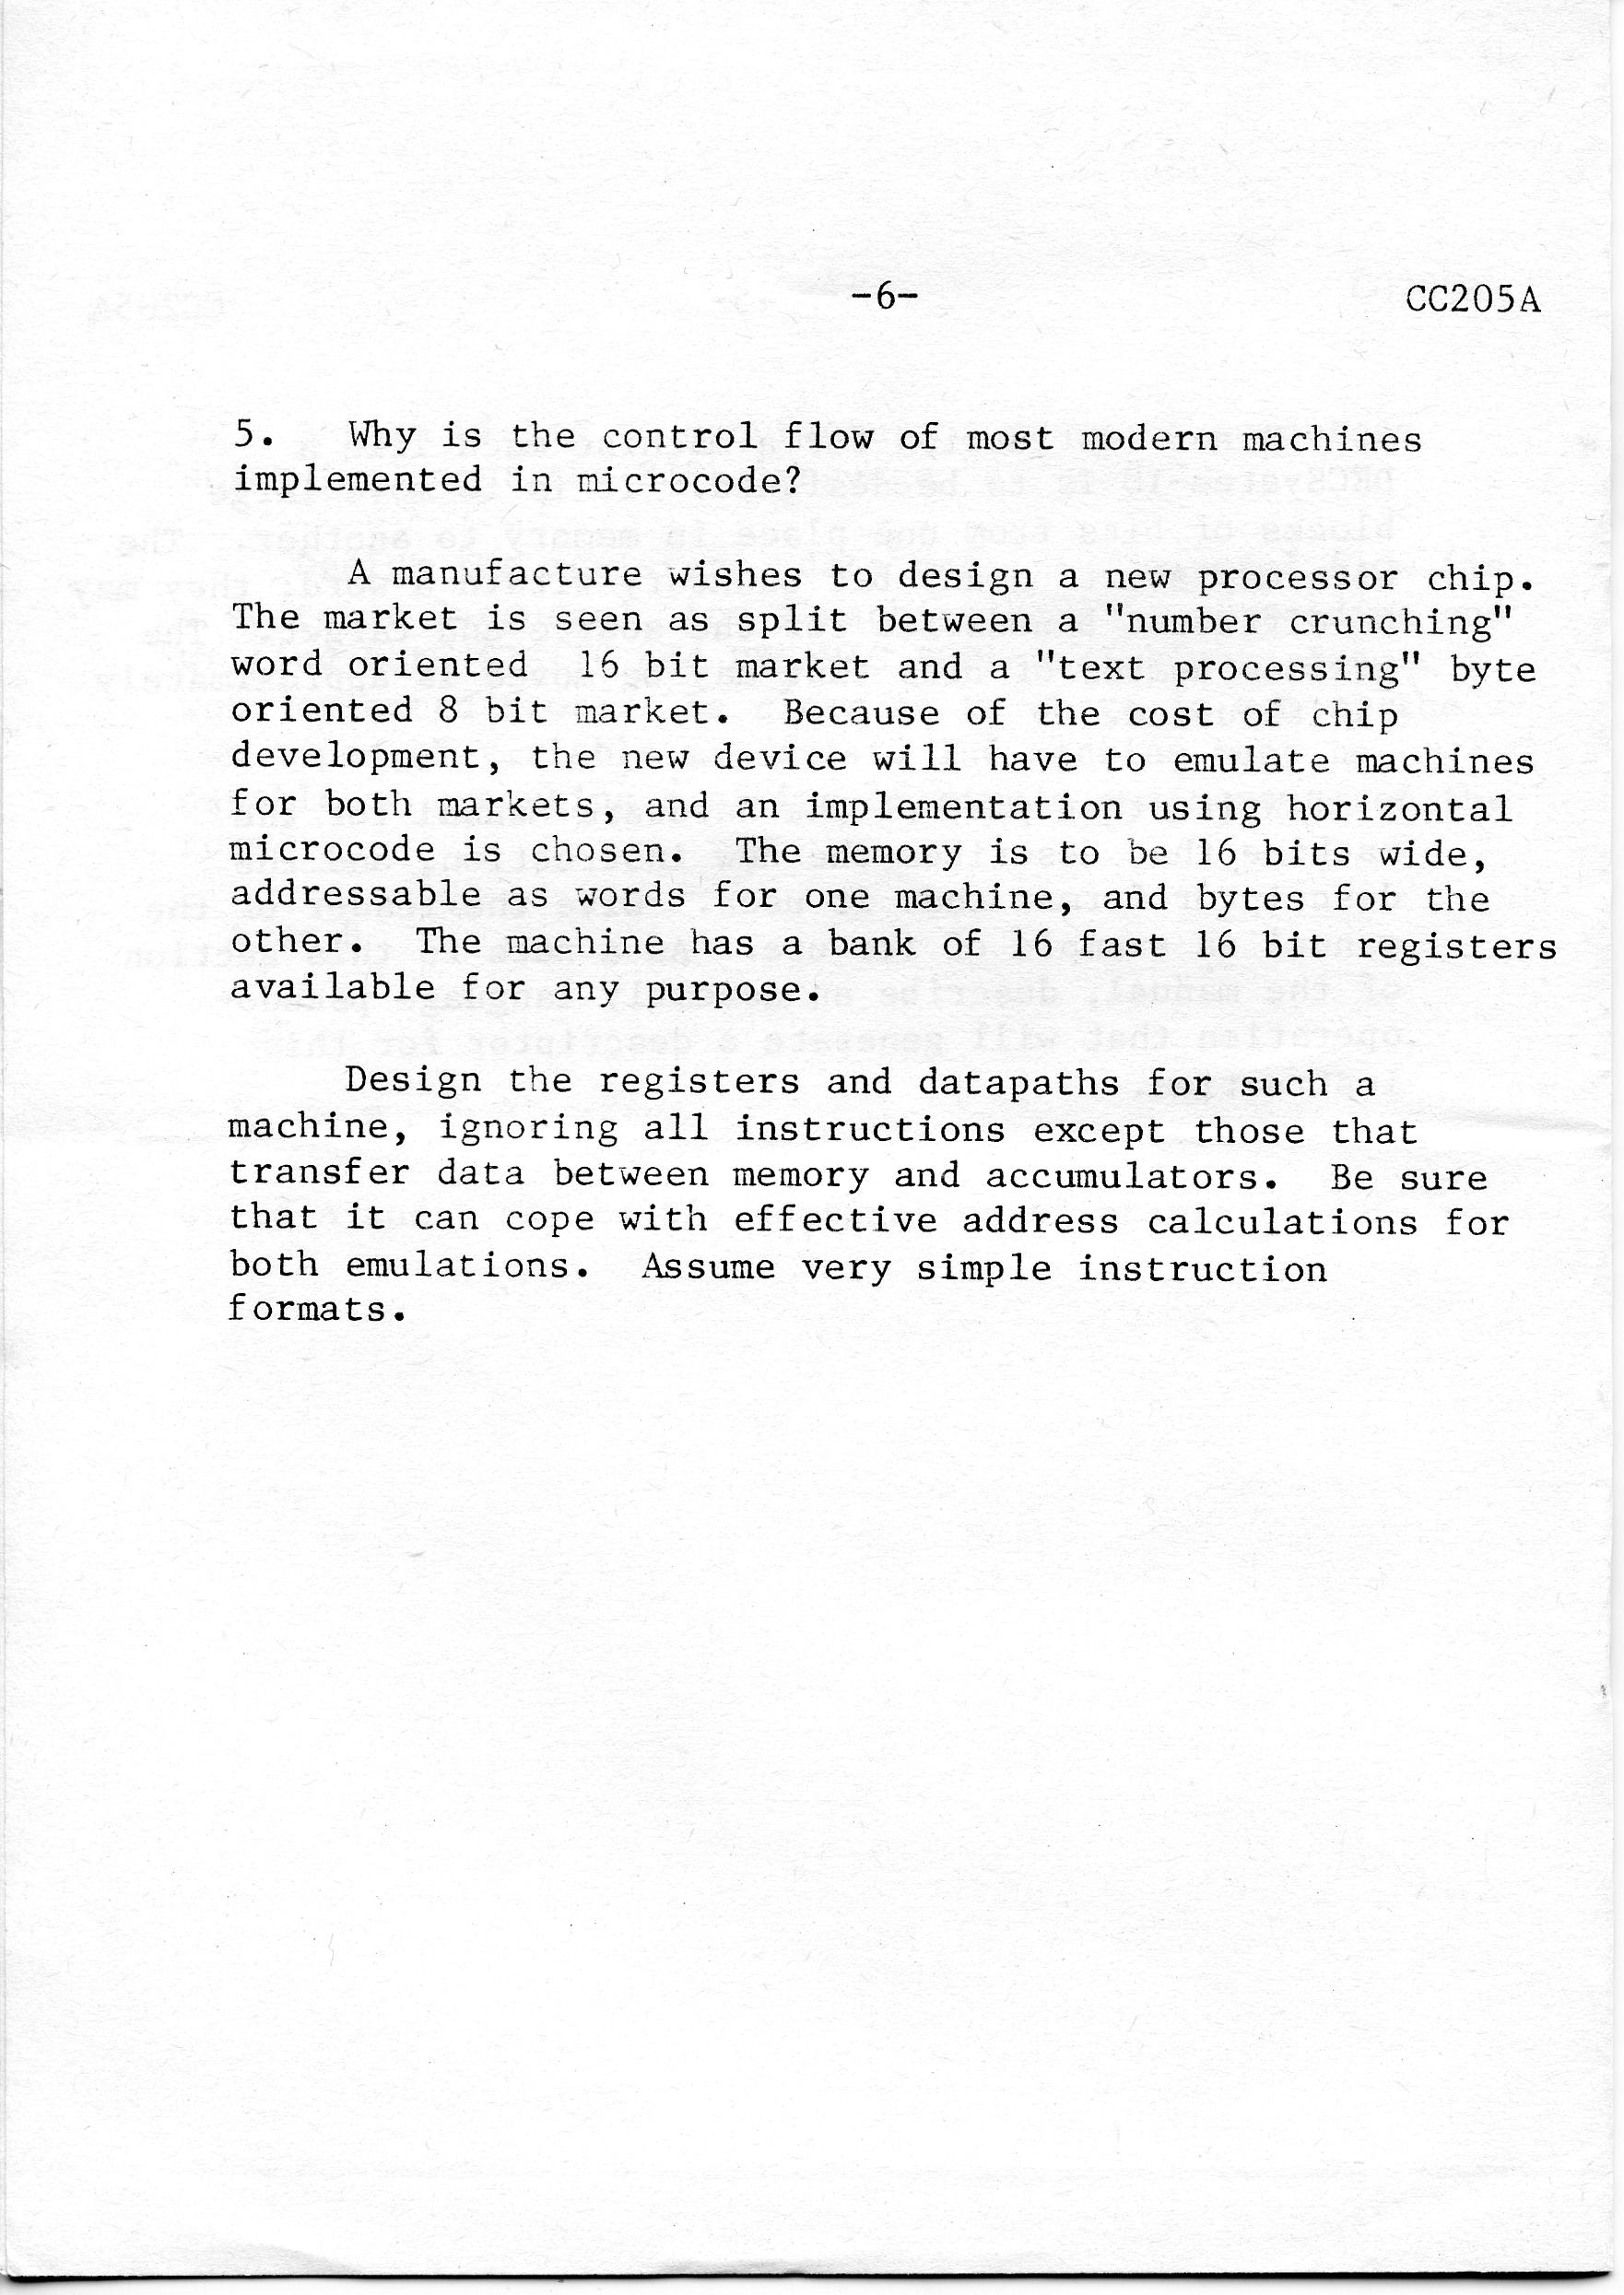 -6- CC205A
5. Why is the control flow of most modern machines
implemented in microcode?
A manufacture wishes to design a new processor chip.
The market is seen as split between a "number crunching"
word oriented 16 bit market and a "text processing" byte
oriented 8 bit market. Because of the cost of chip
development, the new device will have to emulate machines
for both markets, and an implementation using horizontal
microcode is chosen. The memory is to be 16 bits wide,
addressable as words for one machine, and bytes for the
other. The machine has a bank of 16 fast 16 bit registers
available for any purpose.
Design the registers and datapaths for such a
machine, ignoring all instructions except those that
transfer data between memory and accumulators. Be sure
that it can cope with effective address calculations for
both emulations. Assume very simple instruction
formats.